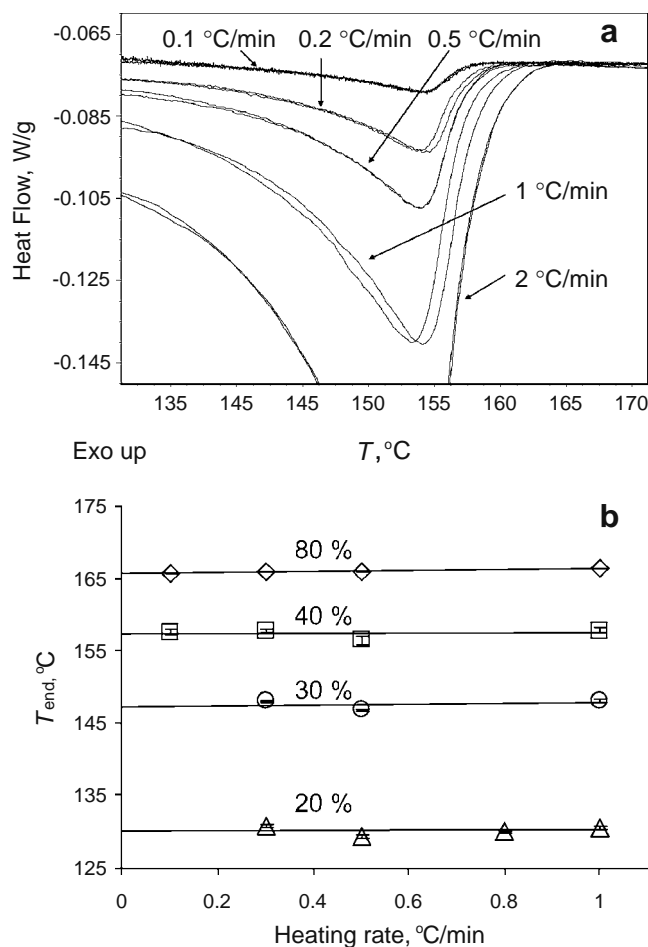 a
-0.065
0.1 °C/min
0.2 °C/min
0.5 °C/min
-0.085
-0.105
1 °C/min
-0.125
2 °C/min
-0.145
Heat Flow, W/g
135 145 145 150 155 160 165 170
Exo up
T, °C
b
175
80 %
165
40 %
155
30 %
145
20 %
135
125
Tend, °C
0 0.2 0.4 0.6 0.8 1
Heating rate, °C/min